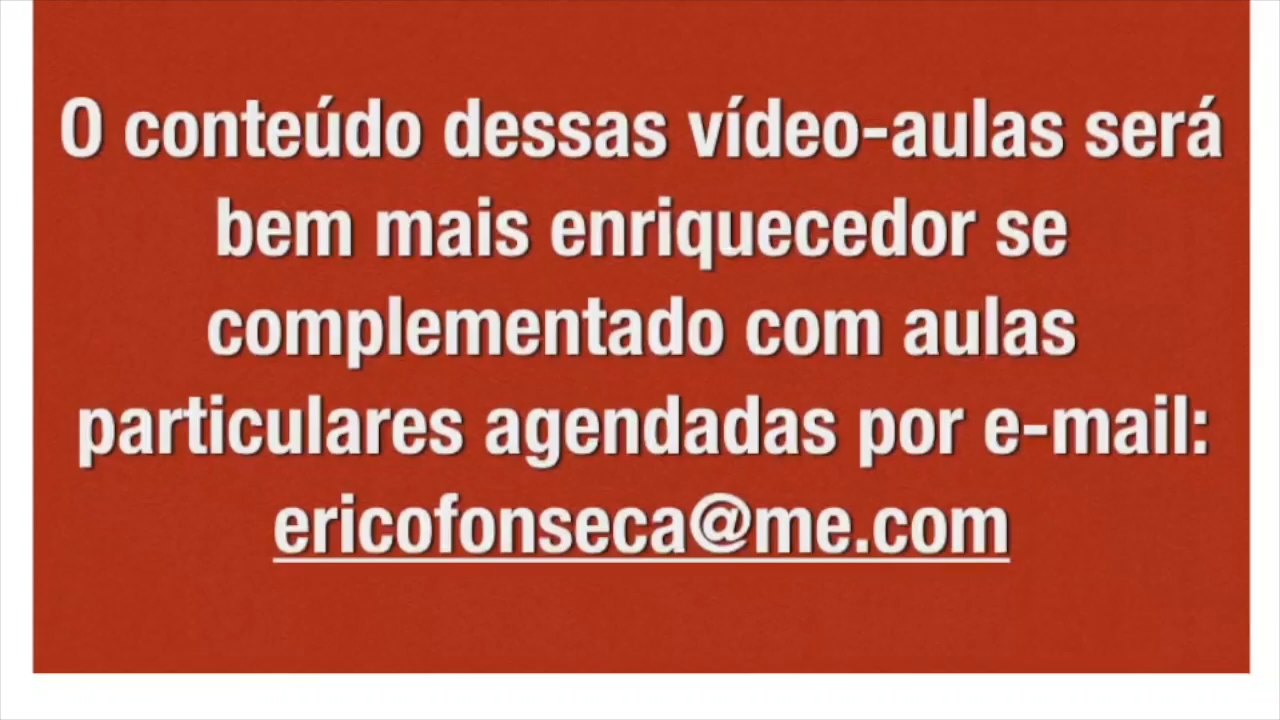 O conteúdo dessas vídeo-aulas será
bem mais enriquecedor se
complementado com aulas
particulares agendadas por e-mail:
ericofonseca@me.com